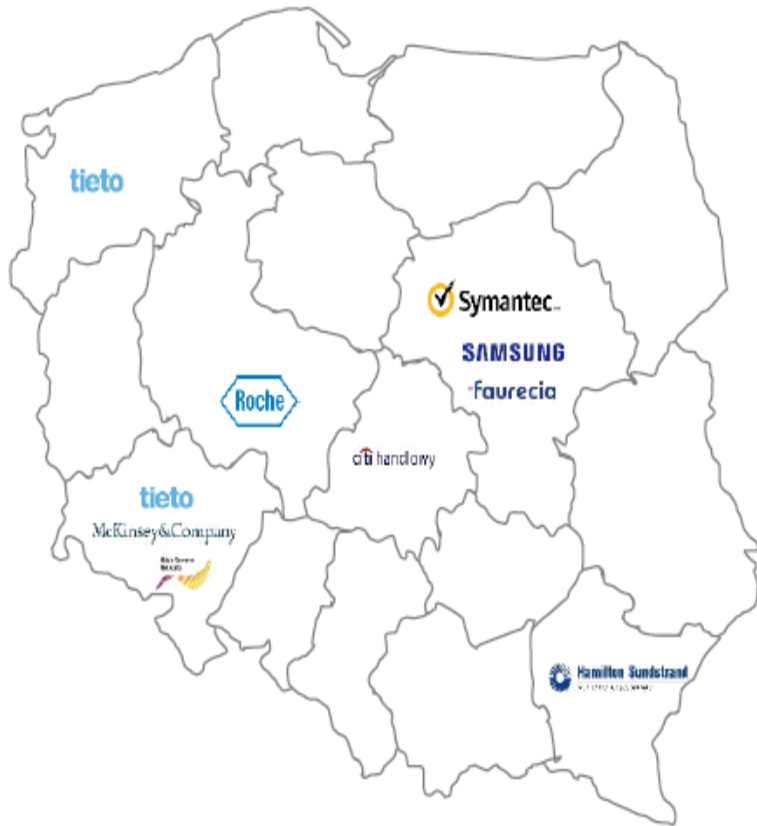 tieto
Symantec
SAMSUNG
faurecia
Roche
citi handlowy
tieto
McKinsey&Company
Hamilton Sundstrand